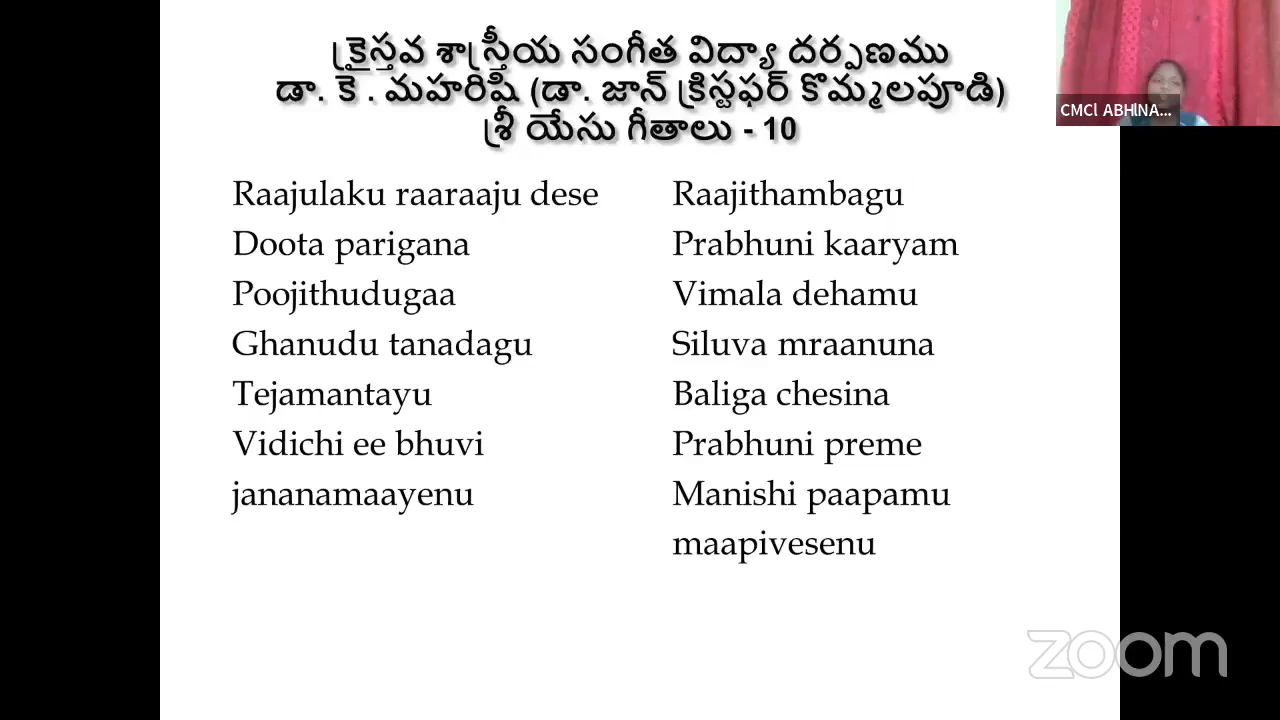 క్రైస్తవ శాస్త్రీయ సంగీత విద్యా దర్పణము
డా. కె . మహరిషి (డా. జాన్ క్రిస్టఫర్ కొమ్మలపూడి)
శ్రీ యేసు గీతాలు - 10
Raajulaku raaraaju dese
Doota parigana
Poojithudugaa
Ghanudu tanadagu
Tejamantayu
Vidichi ee bhuvi
jananamaayenu
Raajithambagu
Prabhuni kaaryam
Vimala dehamu
Siluva mraanuna
Baliga chesina
Prabhuni preme
Manishi paapamu
maapivesenu
CMCl ABHlNA...
zoom